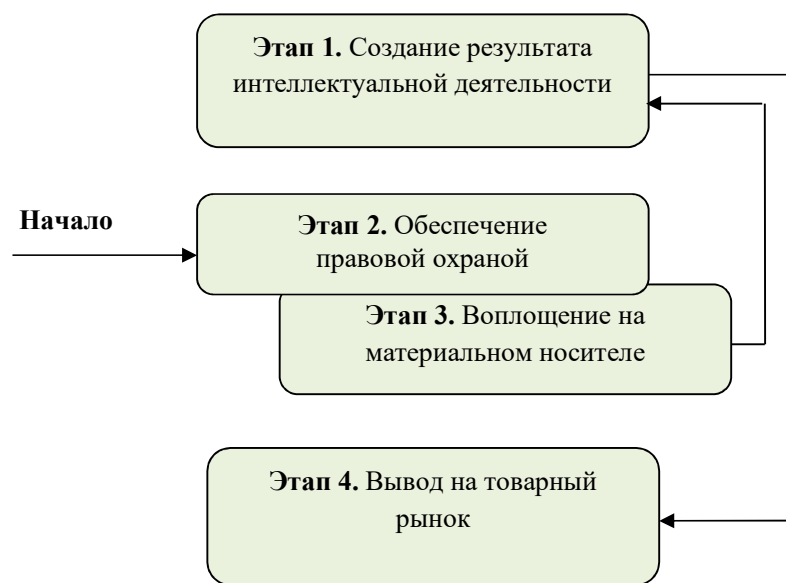 Этап 1. Создание результата
интеллектуальной деятельности
Начало
Этап 2. Обеспечение
правовой охраной
Этап 3. Воплощение на
материальном носителе
Этап 4. Вывод на товарный
рынок